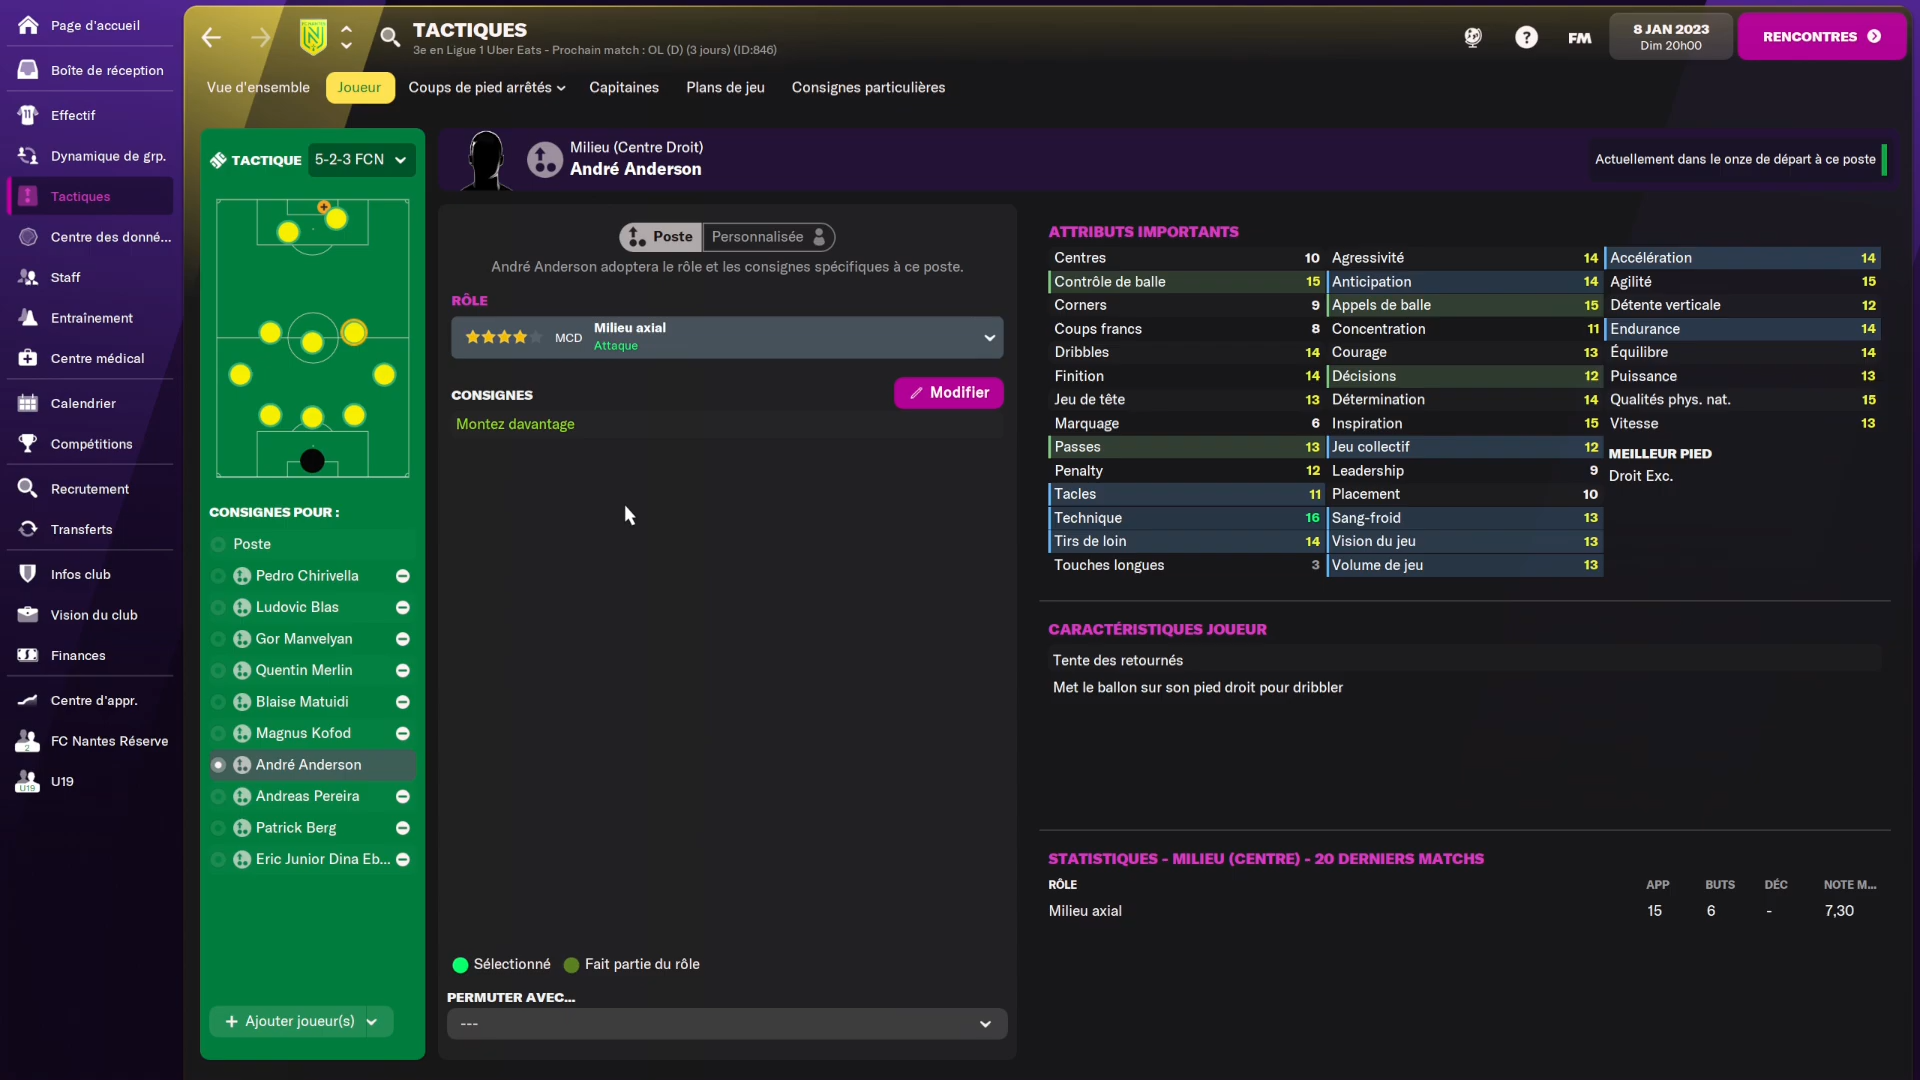 Page d'accueil
Boîte de réception
Effectif
Dynamique de grp.
Tactiques
Centre des donné...
Staff
Entraînement
Centre médical
Calendrier
Compétitions
Recrutement
Transferts
Infos club
Vision du club
Finances
Centre d'appr.
FC Nantes Réserve
U19
TACTIQUES
3e en Ligue 1 Uber Eats - Prochain match : OL (D) (3 jours) (ID:846)
FM
8 JAN 2023
Dim 20h00
RENCONTRES
Vue d'ensemble Joueur Coups de pied arrêtés Capitaines Plans de jeu Consignes particulières
TACTIQUE 5-2-3 FCN
CONSIGNES POUR :
Poste
Pedro Chirivella
Ludovic Blas
Gor Manvelyan
Quentin Merlin
Blaise Matuidi
Magnus Kofod
André Anderson
Andreas Pereira
Patrick Berg
Eric Junior Dina Eb...
+ Ajouter joueur(s)
Milieu (Centre Droit)
André Anderson
Actuellement dans le onze de départ à ce poste
Poste Personnalisée
André Anderson adoptera le rôle et les consignes spécifiques à ce poste.
RÔLE
MCD
Milieu axial
Attaque
CONSIGNES
Modifier
Montez davantage
Sélectionné Fait partie du rôle
PERMUTER AVEC...
---
ATTRIBUTS IMPORTANTS
Centres 10 Agressivité 14 Accélération 14
Contrôle de balle 15 Anticipation 14 Agilité 15
Corners 9 Appels de balle 15 Détente verticale 12
Coups francs 8 Concentration 11 Endurance 14
Dribbles 14 Courage 13 Équilibre 14
Finition 14 Décisions 12 Puissance 13
Jeu de tête 13 Détermination 14 Qualités phys. nat. 15
Marquage 6 Inspiration 15 Vitesse 13
Passes 13 Jeu collectif 12 MEILLEUR PIED
Penalty 12 Leadership 9 Droit Exc.
Tacles 11 Placement 10
Technique 16 Sang-froid 13
Tirs de loin 14 Vision du jeu 13
Touches longues 3 Volume de jeu 13
CARACTÉRISTIQUES JOUEUR
Tente des retournés
Met le ballon sur son pied droit pour dribbler
STATISTIQUES - MILIEU (CENTRE) - 20 DERNIERS MATCHS
RÔLE APP BUTS DÉC NOTE M...
Milieu axial 15 6 - 7,30